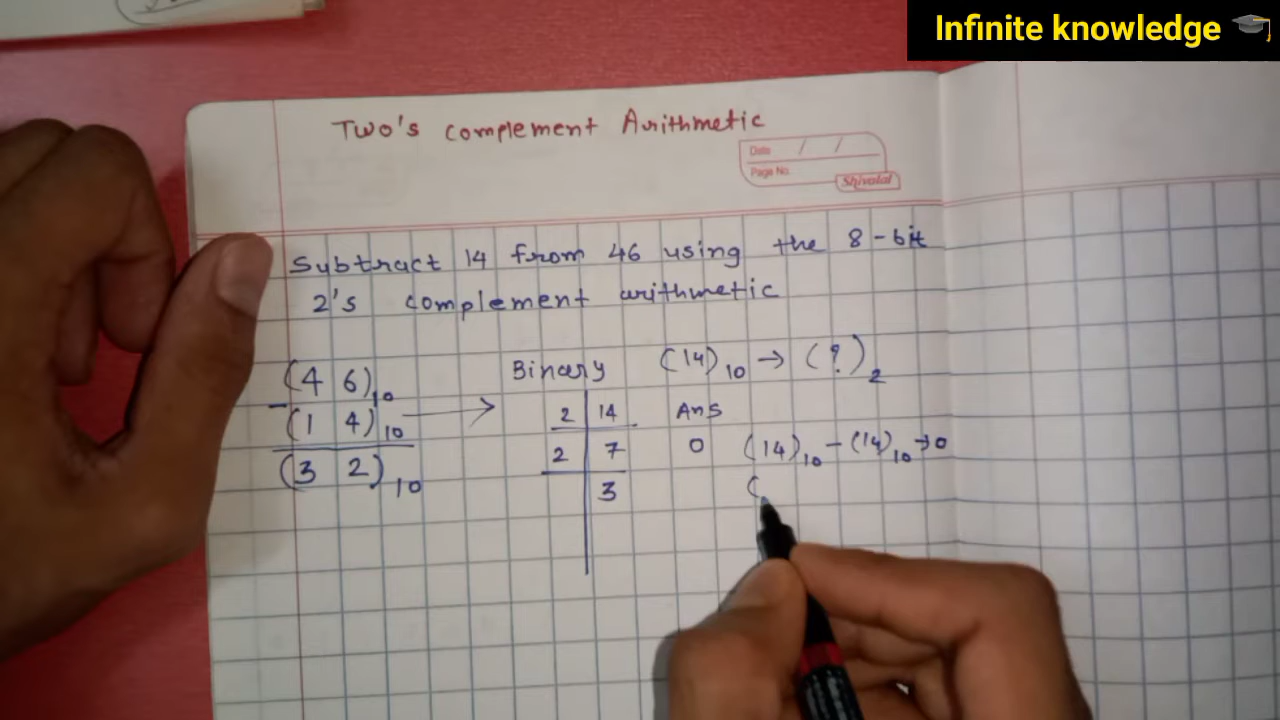 Infinite knowledge 🎓
Two's complement Arithmetic
Date / /
Page No.
Shivalal
Subtract 14 from 46 using the 8-bit
2's complement arithmetic
(4 6)₁₀
-(1 4)₁₀ →
(3 2)₁₀
Binary (14)₁₀ → (?)₂
2 14 Ans
2 7 0 (14)₁₀ - (14)₁₀ → 0
3 (